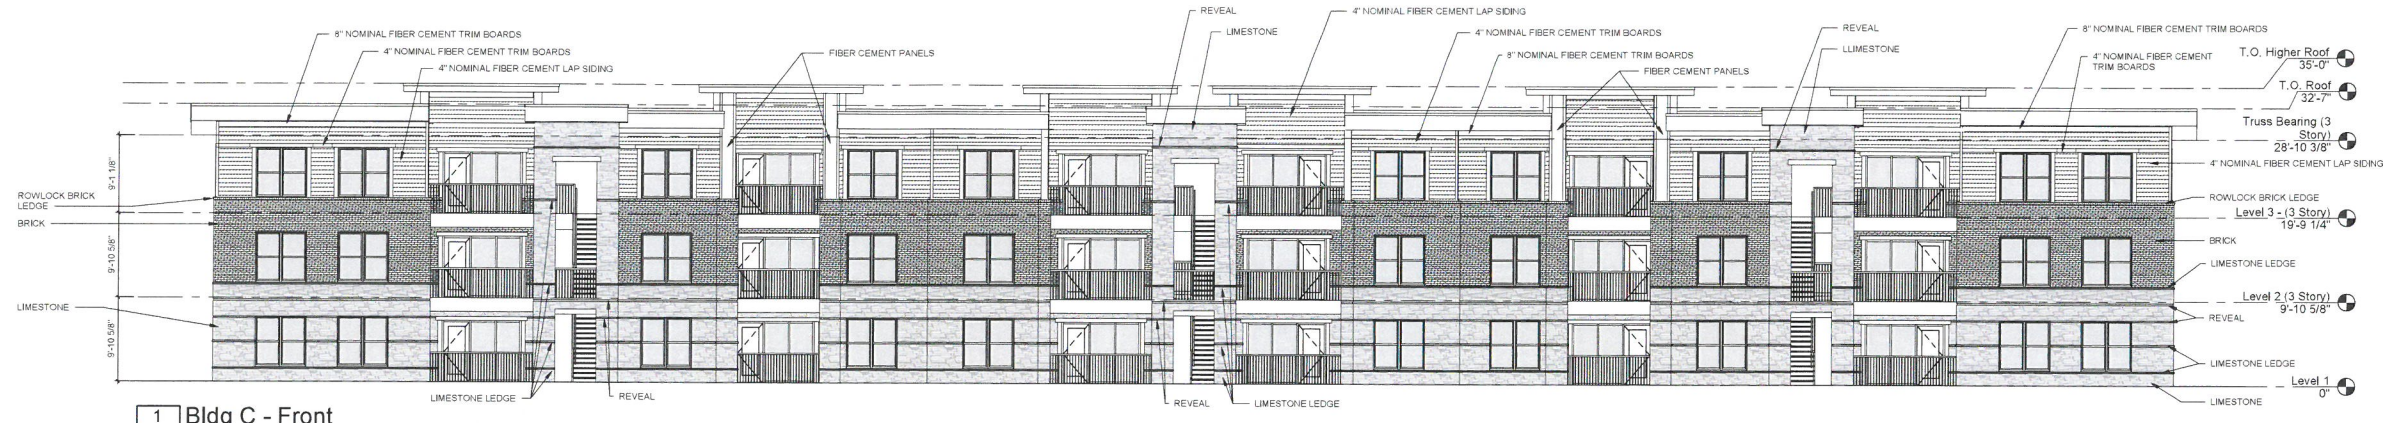 8" NOMINAL FIBER CEMENT TRIM BOARDS
4" NOMINAL FIBER CEMENT TRIM BOARDS
4" NOMINAL FIBER CEMENT LAP SIDING
FIBER CEMENT PANELS
REVEAL
LIMESTONE
4" NOMINAL FIBER CEMENT LAP SIDING
4" NOMINAL FIBER CEMENT TRIM BOARDS
8" NOMINAL FIBER CEMENT TRIM BOARDS
FIBER CEMENT PANELS
REVEAL
LLIMESTONE
8" NOMINAL FIBER CEMENT TRIM BOARDS
4" NOMINAL FIBER CEMENT
TRIM BOARDS
T.O. Higher Roof
35'-0"
T.O. Roof
32'-7"
Truss Bearing (3
Story)
28'-10 3/8"
4" NOMINAL FIBER CEMENT LAP SIDING
ROWLOCK BRICK LEDGE
Level 3 - (3 Story)
19'-9 1/4"
BRICK
LIMESTONE LEDGE
Level 2 (3 Story)
9'-10 5/8"
REVEAL
LIMESTONE LEDGE
Level 1
0"
LIMESTONE
9'-1 1/8"
ROWLOCK BRICK
LEDGE
BRICK
9'-10 5/8"
LIMESTONE
9'-10 5/8"
LIMESTONE LEDGE
REVEAL
REVEAL
LIMESTONE LEDGE
1
Bldg C - Front